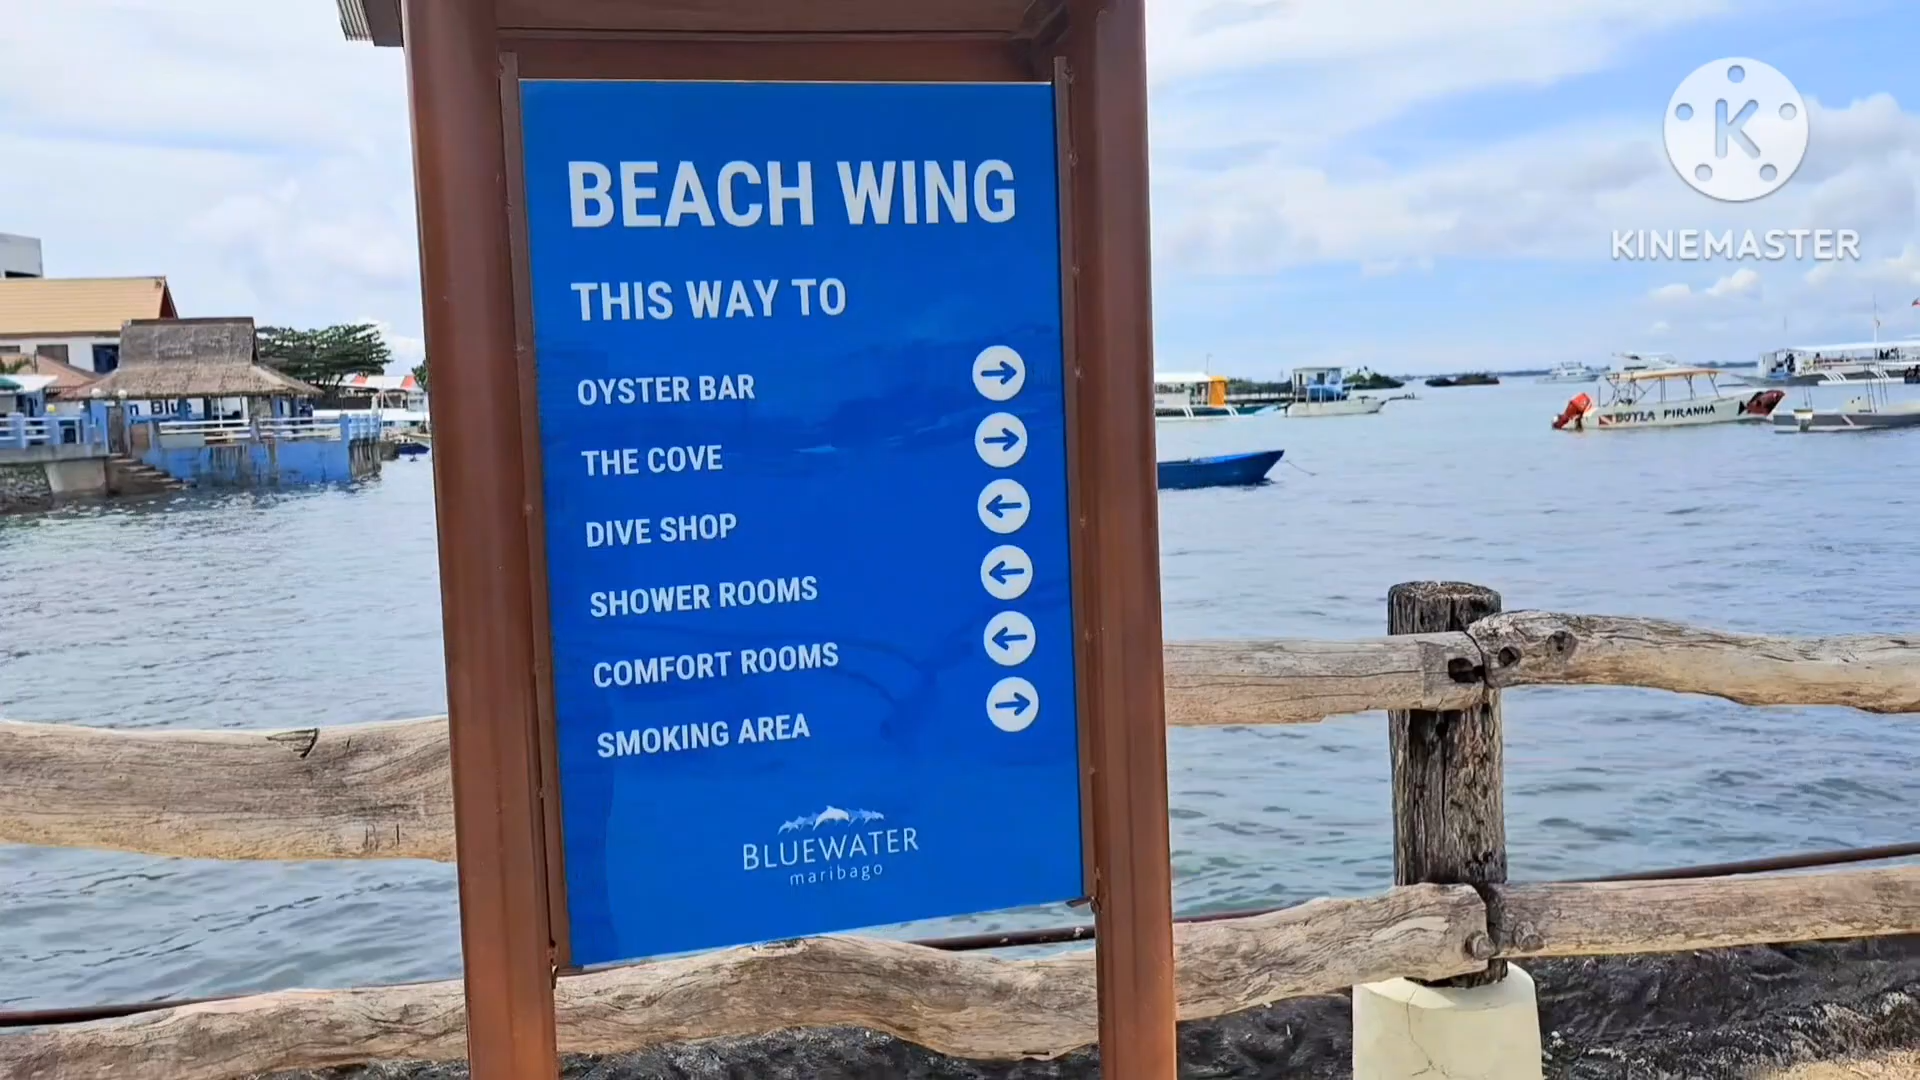 BEACH WING
THIS WAY TO
OYSTER BAR
THE COVE
DIVE SHOP
SHOWER ROOMS
COMFORT ROOMS
SMOKING AREA
BLUEWATER
maribago
K
KINEMASTER
PIRANHA